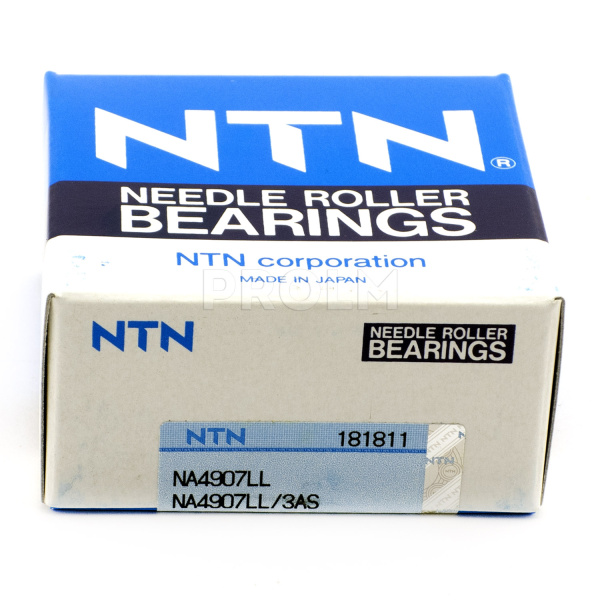 NTN®
NEEDLE ROLLER
BEARINGS
NTN corporation
MADE IN JAPAN
PROLM
NTN
NEEDLE ROLLER
BEARINGS
NTN 181811
NA4907LL
NA4907LL/3AS